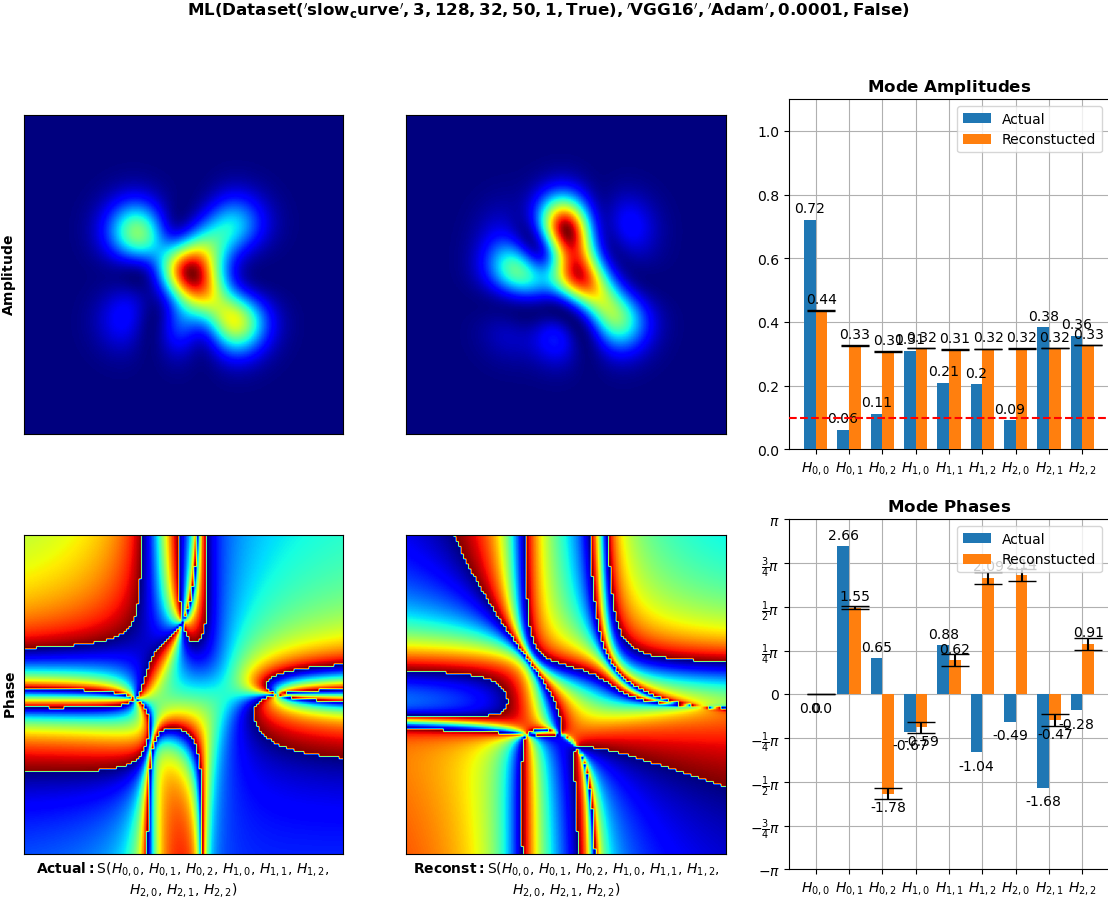 ML(Dataset('slow_curve', 3, 128, 32, 50, 1, True), 'VGG16', 'Adam', 0.0001, False)
Mode Amplitudes
Actual
Reconstucted
1.0
0.8
0.6
0.4
0.2
0.0
0.72
0.44
0.06
0.33
0.11
0.31
0.31
0.32
0.21
0.31
0.2
0.32
0.09
0.32
0.38
0.32
0.36
0.33
H0,0 H0,1 H0,2 H1,0 H1,1 H1,2 H2,0 H2,1 H2,2
Amplitude
Mode Phases
Actual
Reconstucted
π
3/4π
1/2π
1/4π
0
−1/4π
−1/2π
−3/4π
−π
0.0
0.0
2.66
1.55
0.65
-1.78
-0.67
-0.59
0.88
0.62
-1.04
2.09
-0.49
-1.68
-0.47
-0.28
0.91
H0,0 H0,1 H0,2 H1,0 H1,1 H1,2 H2,0 H2,1 H2,2
Phase
Actual: S(H0,0, H0,1, H0,2, H1,0, H1,1, H1,2,
H2,0, H2,1, H2,2)
Reconst: S(H0,0, H0,1, H0,2, H1,0, H1,1, H1,2,
H2,0, H2,1, H2,2)